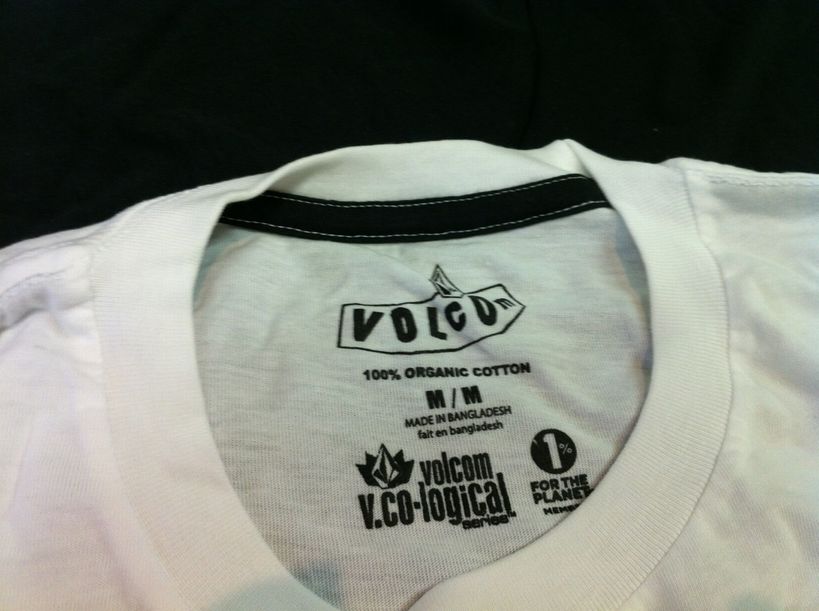 VOLCOM
100% ORGANIC COTTON
M / M
MADE IN BANGLADESH
fait en bangladesh
volcom
v.co-logical
series
1%
FOR THE
PLANET